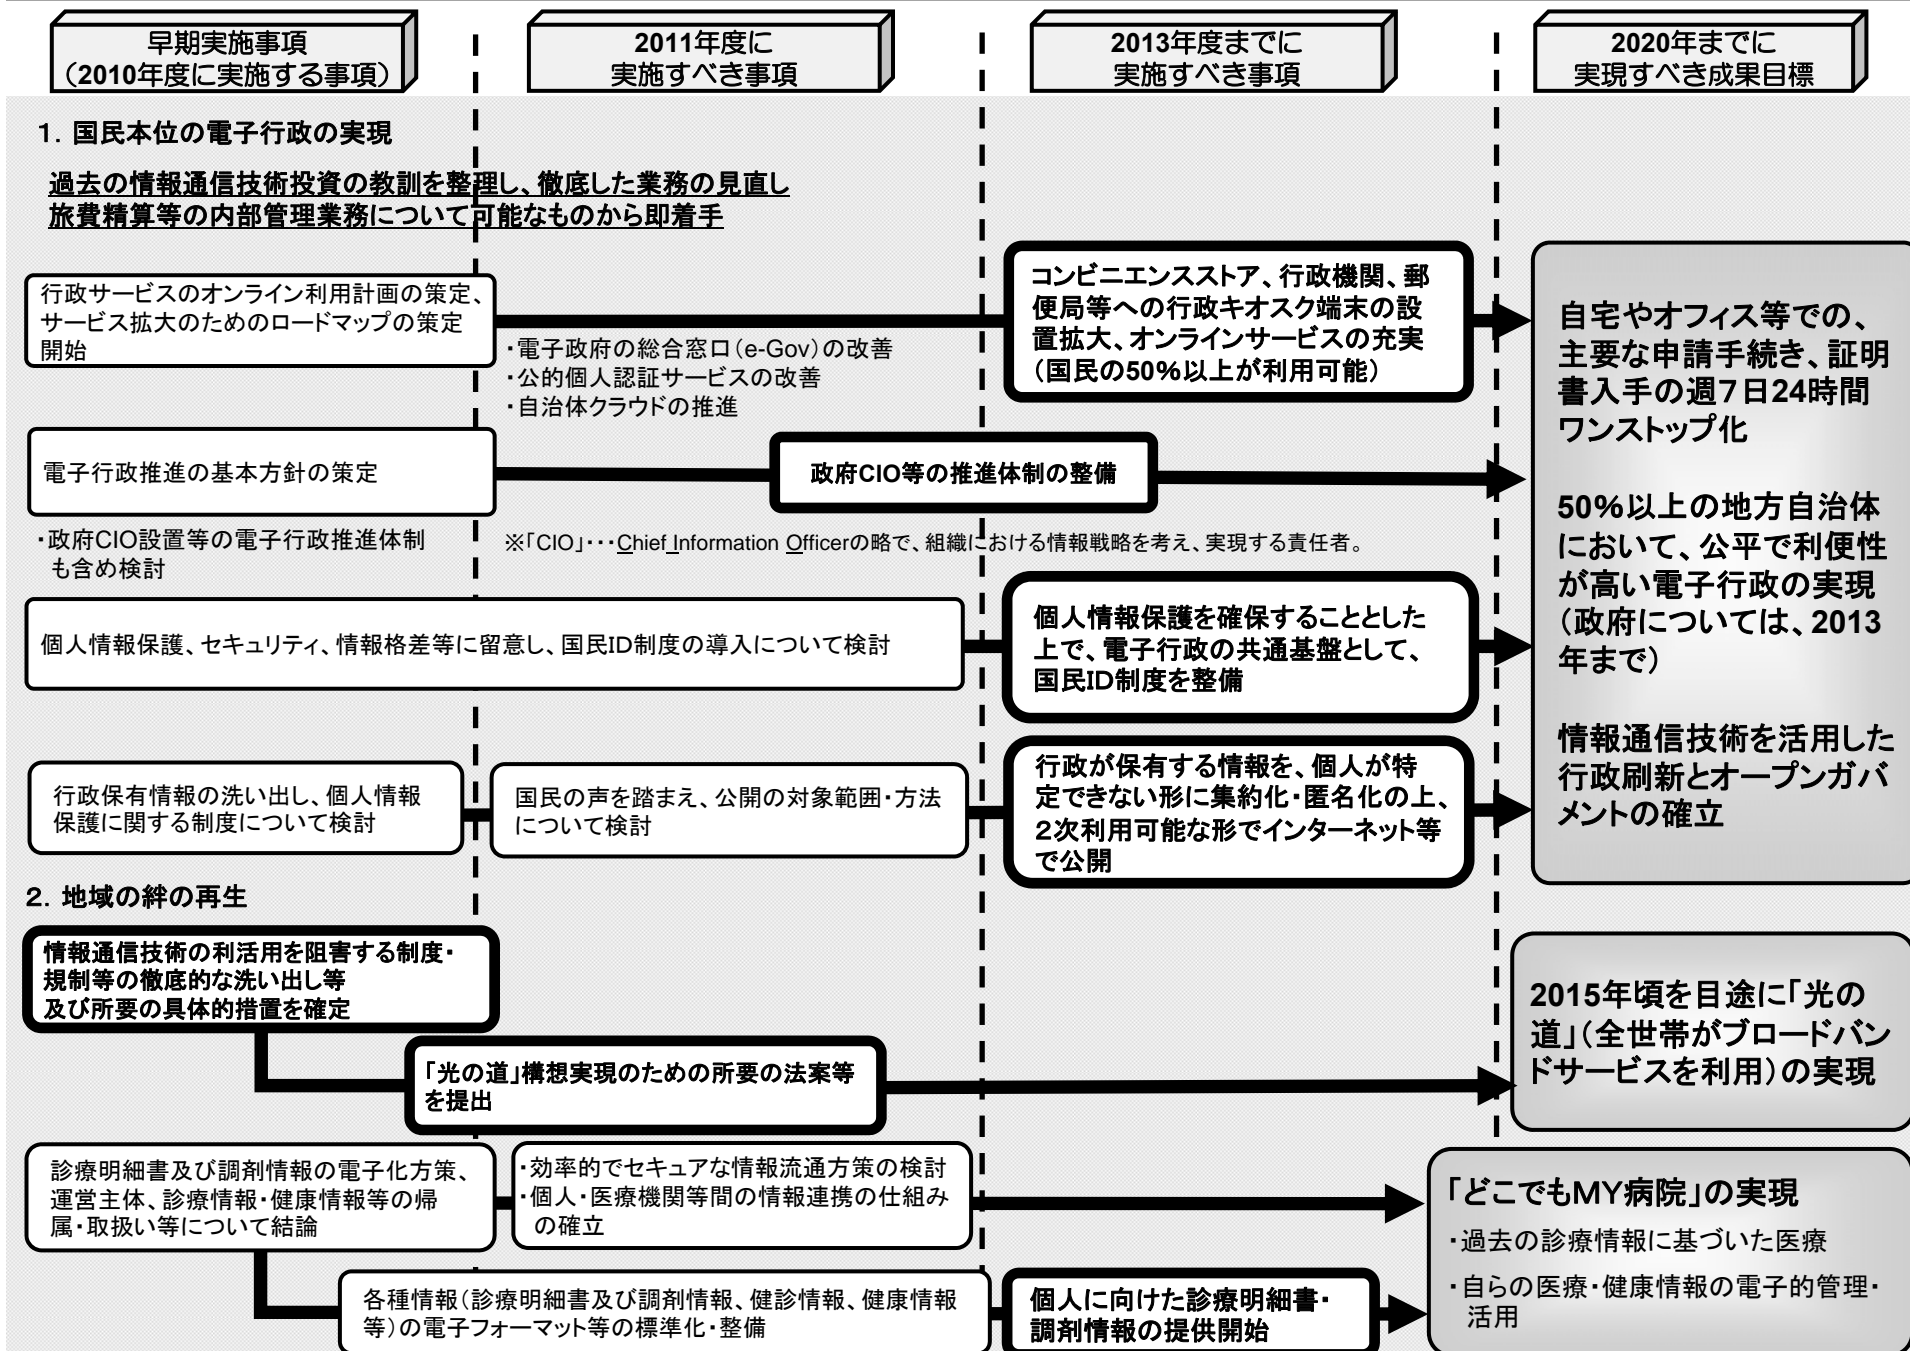 早期実施事項
（2010年度に実施する事項）
2011年度に
実施すべき事項
2013年度までに
実施すべき事項
2020年までに
実現すべき成果目標
１．国民本位の電子行政の実現
過去の情報通信技術投資の教訓を整理し、徹底した業務の見直し
旅費精算等の内部管理業務について可能なものから即着手
行政サービスのオンライン利用計画の策定、
サービス拡大のためのロードマップの策定
開始
・電子政府の総合窓口（e-Gov）の改善
・公的個人認証サービスの改善
・自治体クラウドの推進
コンビニエンスストア、行政機関、郵
便局等への行政キオスク端末の設
置拡大、オンラインサービスの充実
（国民の50％以上が利用可能）
電子行政推進の基本方針の策定
政府CIO等の推進体制の整備
・政府CIO設置等の電子行政推進体制
も含め検討
※「CIO」・・・Chief Information Officerの略で、組織における情報戦略を考え、実現する責任者。
個人情報保護、セキュリティ、情報格差等に留意し、国民ID制度の導入について検討
個人情報保護を確保することとした
上で、電子行政の共通基盤として、
国民ID制度を整備
行政保有情報の洗い出し、個人情報
保護に関する制度について検討
国民の声を踏まえ、公開の対象範囲・方法
について検討
行政が保有する情報を、個人が特
定できない形に集約化・匿名化の上、
２次利用可能な形でインターネット等
で公開
自宅やオフィス等での、
主要な申請手続き、証明
書入手の週７日24時間
ワンストップ化
50％以上の地方自治体
において、公平で利便性
が高い電子行政の実現
（政府については、2013
年まで）
情報通信技術を活用した
行政刷新とオープンガバ
メントの確立
２．地域の絆の再生
情報通信技術の利活用を阻害する制度・
規制等の徹底的な洗い出し等
及び所要の具体的措置を確定
「光の道」構想実現のための所要の法案等
を提出
2015年頃を目途に「光の
道」（全世帯がブロードバン
ドサービスを利用）の実現
診療明細書及び調剤情報の電子化方策、
運営主体、診療情報・健康情報等の帰
属・取扱い等について結論
・効率的でセキュアな情報流通方策の検討
・個人・医療機関等間の情報連携の仕組み
の確立
各種情報（診療明細書及び調剤情報、健診情報、健康情報
等）の電子フォーマット等の標準化・整備
個人に向けた診療明細書・
調剤情報の提供開始
「どこでもMY病院」の実現
・過去の診療情報に基づいた医療
・自らの医療・健康情報の電子的管理・
活用